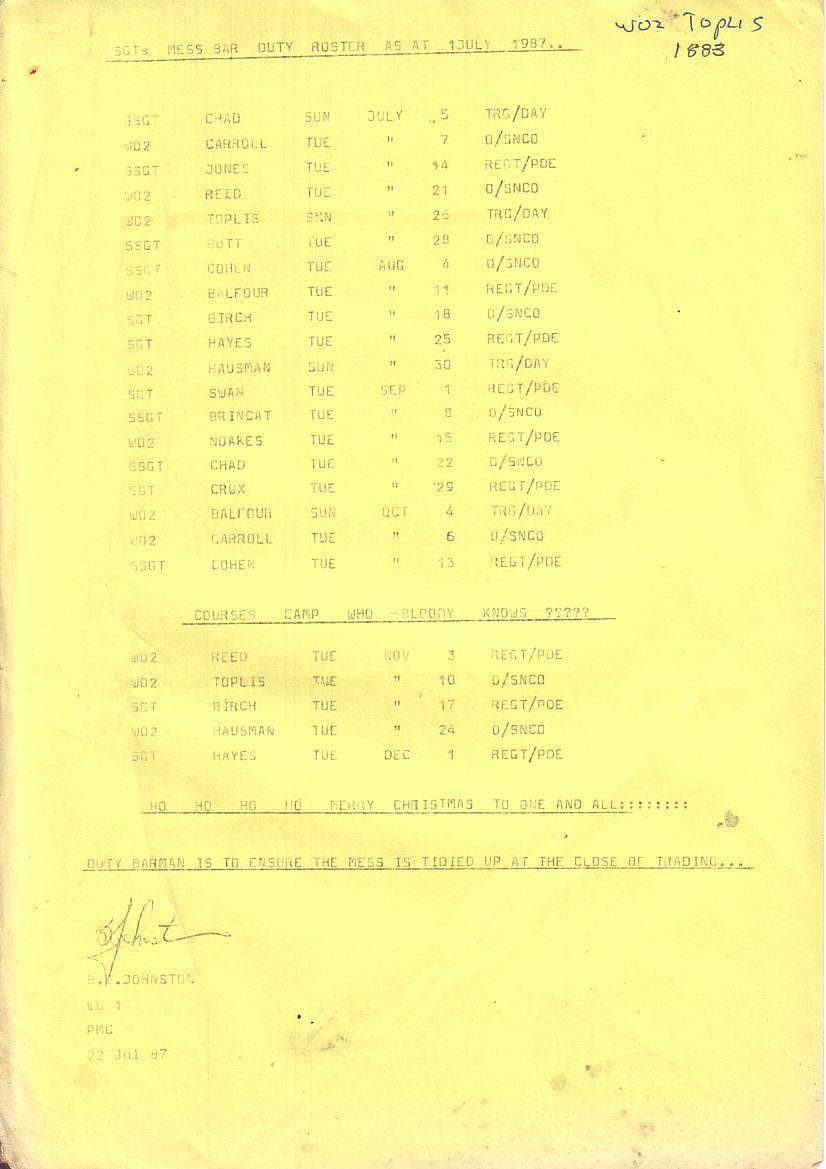 WO2 TOPLIS
1883
SGTs MESS BAR DUTY ROSTER AS AT 1JULY 1987..
SSGT CHAD SUN JULY 5 TRG/DAY
WO2 CARROLL TUE " 7 O/SNCO
SSGT JONES TUE " 14 REGT/PDE
WO2 REED TUE " 21 O/SNCO
WO2 TOPLIS SUN " 26 TRG/DAY
SSGT BUTT TUE " 28 O/SNCO
SSGT COHEN TUE AUG 4 O/SNCO
WO2 BALFOUR TUE " 11 REGT/PDE
SGT BIRCH TUE " 18 O/SNCO
SGT HAYES TUE " 25 REGT/PDE
WO2 HAUSMAN SUN " 30 TRG/DAY
SGT SWAN TUE SEP 1 REGT/PDE
SSGT BRINCAT TUE " 8 O/SNCO
WO2 NOAKES TUE " 15 REGT/PDE
SSGT CHAD TUE " 22 O/SNCO
SGT CRUX TUE " 29 REGT/PDE
WO2 BALFOUR SUN OCT 4 TRG/DAY
WO2 CARROLL TUE " 6 O/SNCO
SSGT COHEN TUE " 13 REGT/PDE
COURSES CAMP WHO -BLOODY KNOWS ?????
WO2 REED TUE NOV 3 REGT/PDE
WO2 TOPLIS TUE " 10 O/SNCO
SGT BIRCH TUE " 17 REGT/PDE
WO2 HAUSMAN TUE " 24 O/SNCO
SGT HAYES TUE DEC 1 REGT/PDE
HO HO HO HO MERRY CHRISTMAS TO ONE AND ALL::::::::
DUTY BARMAN IS TO ENSURE THE MESS IS TIDIED UP AT THE CLOSE OF TRADING...
B.E.JOHNSTON
WO 1
PMC
22 Jul 87